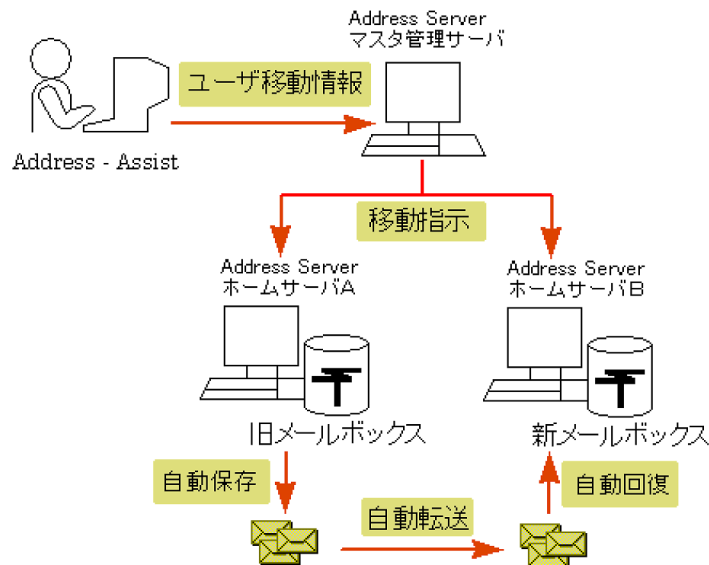 Address Server
マスタ管理サーバ
ユーザ移動情報
Address - Assist
移動指示
Address Server
ホームサーバA
Address Server
ホームサーバB
旧メールボックス
新メールボックス
自動保存
自動転送
自動回復